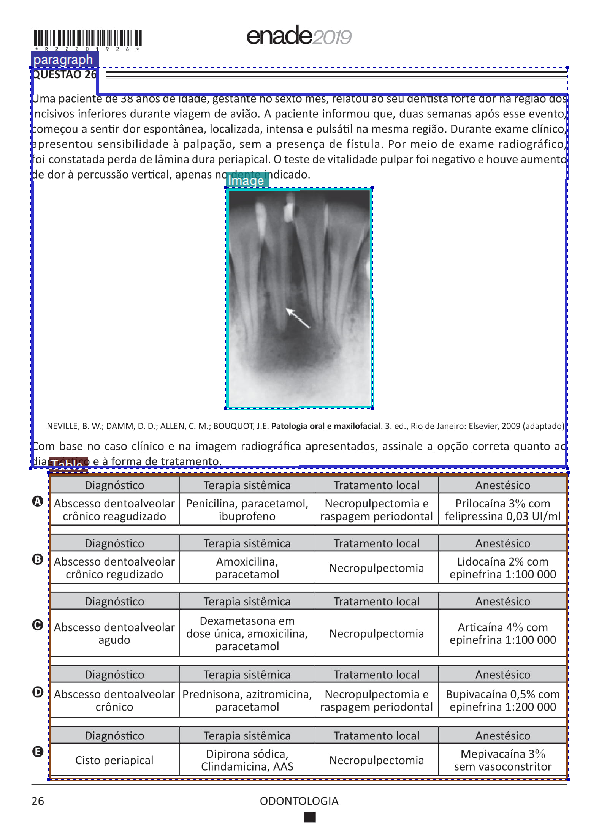 *R2220192 6*
enade2019
paragraph
QUESTÃO 26
Uma paciente de 38 anos de idade, gestante no sexto mês, relatou ao seu dentista forte dor na região dos
incisivos inferiores durante viagem de avião. A paciente informou que, duas semanas após esse evento,
começou a sentir dor espontânea, localizada, intensa e pulsátil na mesma região. Durante exame clínico,
apresentou sensibilidade à palpação, sem a presença de fístula. Por meio de exame radiográfico,
foi constatada perda de lâmina dura periapical. O teste de vitalidade pulpar foi negativo e houve aumento
de dor à percussão vertical, apenas no dente indicado.
Image
NEVILLE, B. W.; DAMM, D. D.; ALLEN, C. M.; BOUQUOT, J.E. Patologia oral e maxilofacial. 3. ed., Rio de Janeiro: Elsevier, 2009 (adaptado)
Com base no caso clínico e na imagem radiográfica apresentados, assinale a opção correta quanto ao
e à forma de tratamento.
Table
Diagnóstico Terapia sistêmica Tratamento local Anestésico
A Abscesso dentoalveolar crônico reagudizado Penicilina, paracetamol, ibuprofeno Necropulpectomia e raspagem periodontal Prilocaína 3% com felipressina 0,03 UI/ml
Diagnóstico Terapia sistêmica Tratamento local Anestésico
B Abscesso dentoalveolar crônico regudizado Amoxicilina, paracetamol Necropulpectomia Lidocaína 2% com epinefrina 1:100 000
Diagnóstico Terapia sistêmica Tratamento local Anestésico
C Abscesso dentoalveolar agudo Dexametasona em dose única, amoxicilina, paracetamol Necropulpectomia Articaína 4% com epinefrina 1:100 000
Diagnóstico Terapia sistêmica Tratamento local Anestésico
D Abscesso dentoalveolar crônico Prednisona, azitromicina, paracetamol Necropulpectomia e raspagem periodontal Bupivacaína 0,5% com epinefrina 1:200 000
Diagnóstico Terapia sistêmica Tratamento local Anestésico
E Cisto periapical Dipirona sódica, Clindamicina, AAS Necropulpectomia Mepivacaína 3% sem vasoconstritor
26 ODONTOLOGIA